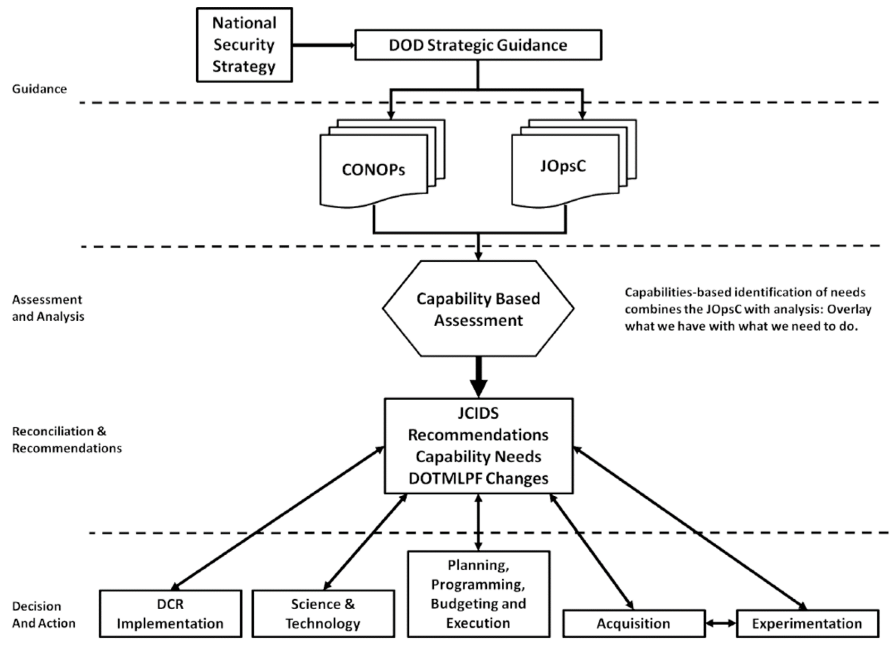 National
Security
Strategy
DOD Strategic Guidance
Guidance
CONOPs
JOpsC
Assessment
and Analysis
Capability Based
Assessment
Capabilities-based identification of needs
combines the JOpsC with analysis: Overlay
what we have with what we need to do.
Reconciliation &
Recommendations
JCIDS
Recommendations
Capability Needs
DOTMLPF Changes
Decision
And Action
DCR
Implementation
Science &
Technology
Planning,
Programming,
Budgeting and
Execution
Acquisition
Experimentation